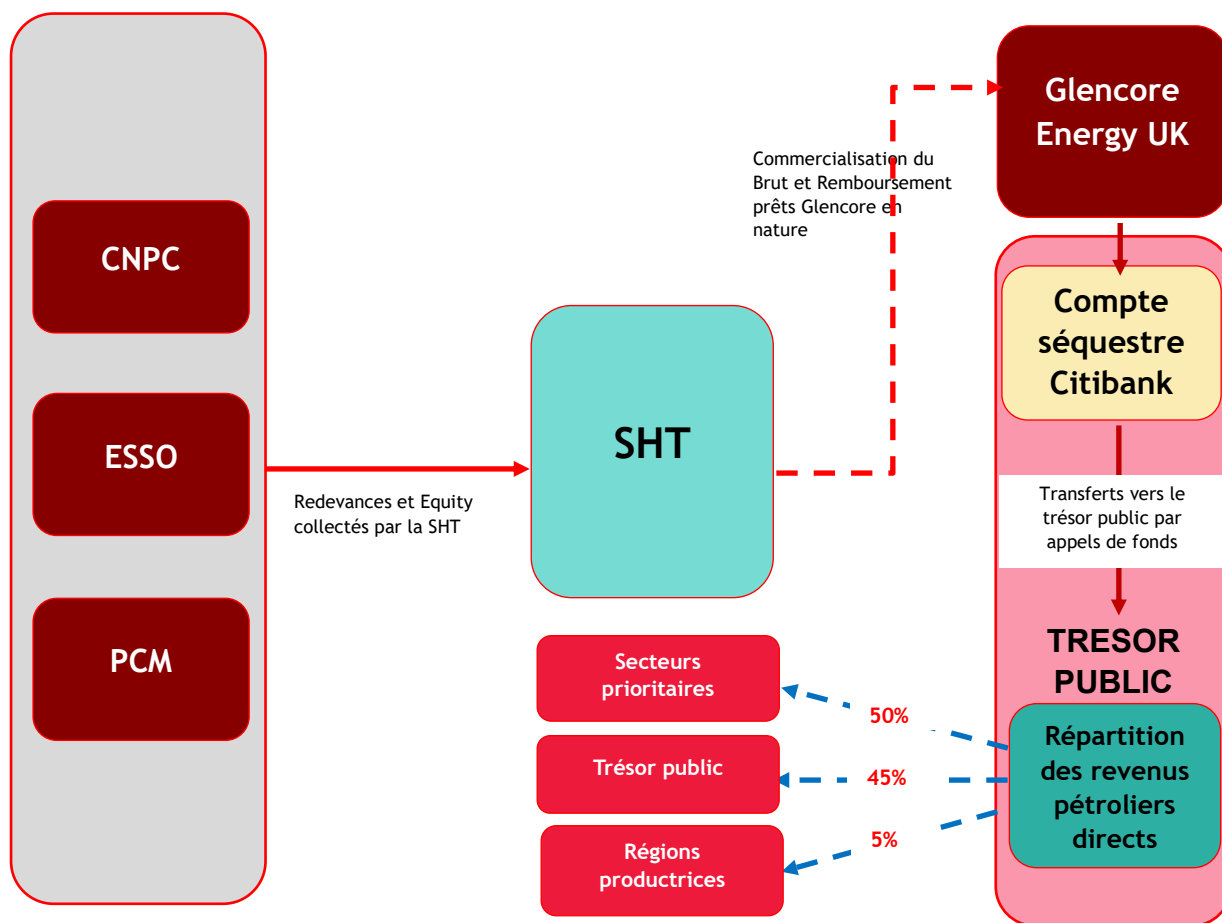 CNPC
ESSO
PCM
Redevances et Equity
collectés par la SHT
SHT
Commercialisation du
Brut et Remboursement
prêts Glencore en
nature
Glencore
Energy UK
Compte
séquestre
Citibank
Transferts vers le
trésor public par
appels de fonds
TRESOR
PUBLIC
Répartition
des revenus
pétroliers
directs
50%
45%
5%
Secteurs
prioritaires
Trésor public
Régions
productrices